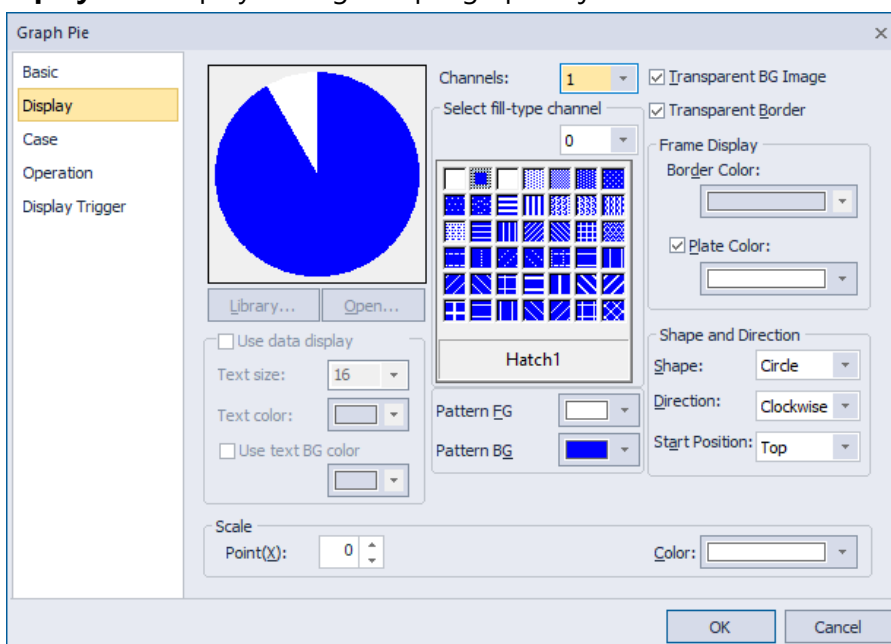 Graph Pie
Basic
Display
Case
Operation
Display Trigger
Library...
Open...
Use data display
Text size:
16
Text color:
Use text BG color
Channels:
1
Select fill-type channel
0
Hatch1
Pattern FG
Pattern BG
Transparent BG Image
Transparent Border
Frame Display
Border Color:
Plate Color:
Shape and Direction
Shape:
Circle
Direction:
Clockwise
Start Position:
Top
Scale
Point(X):
0
Color:
OK
Cancel